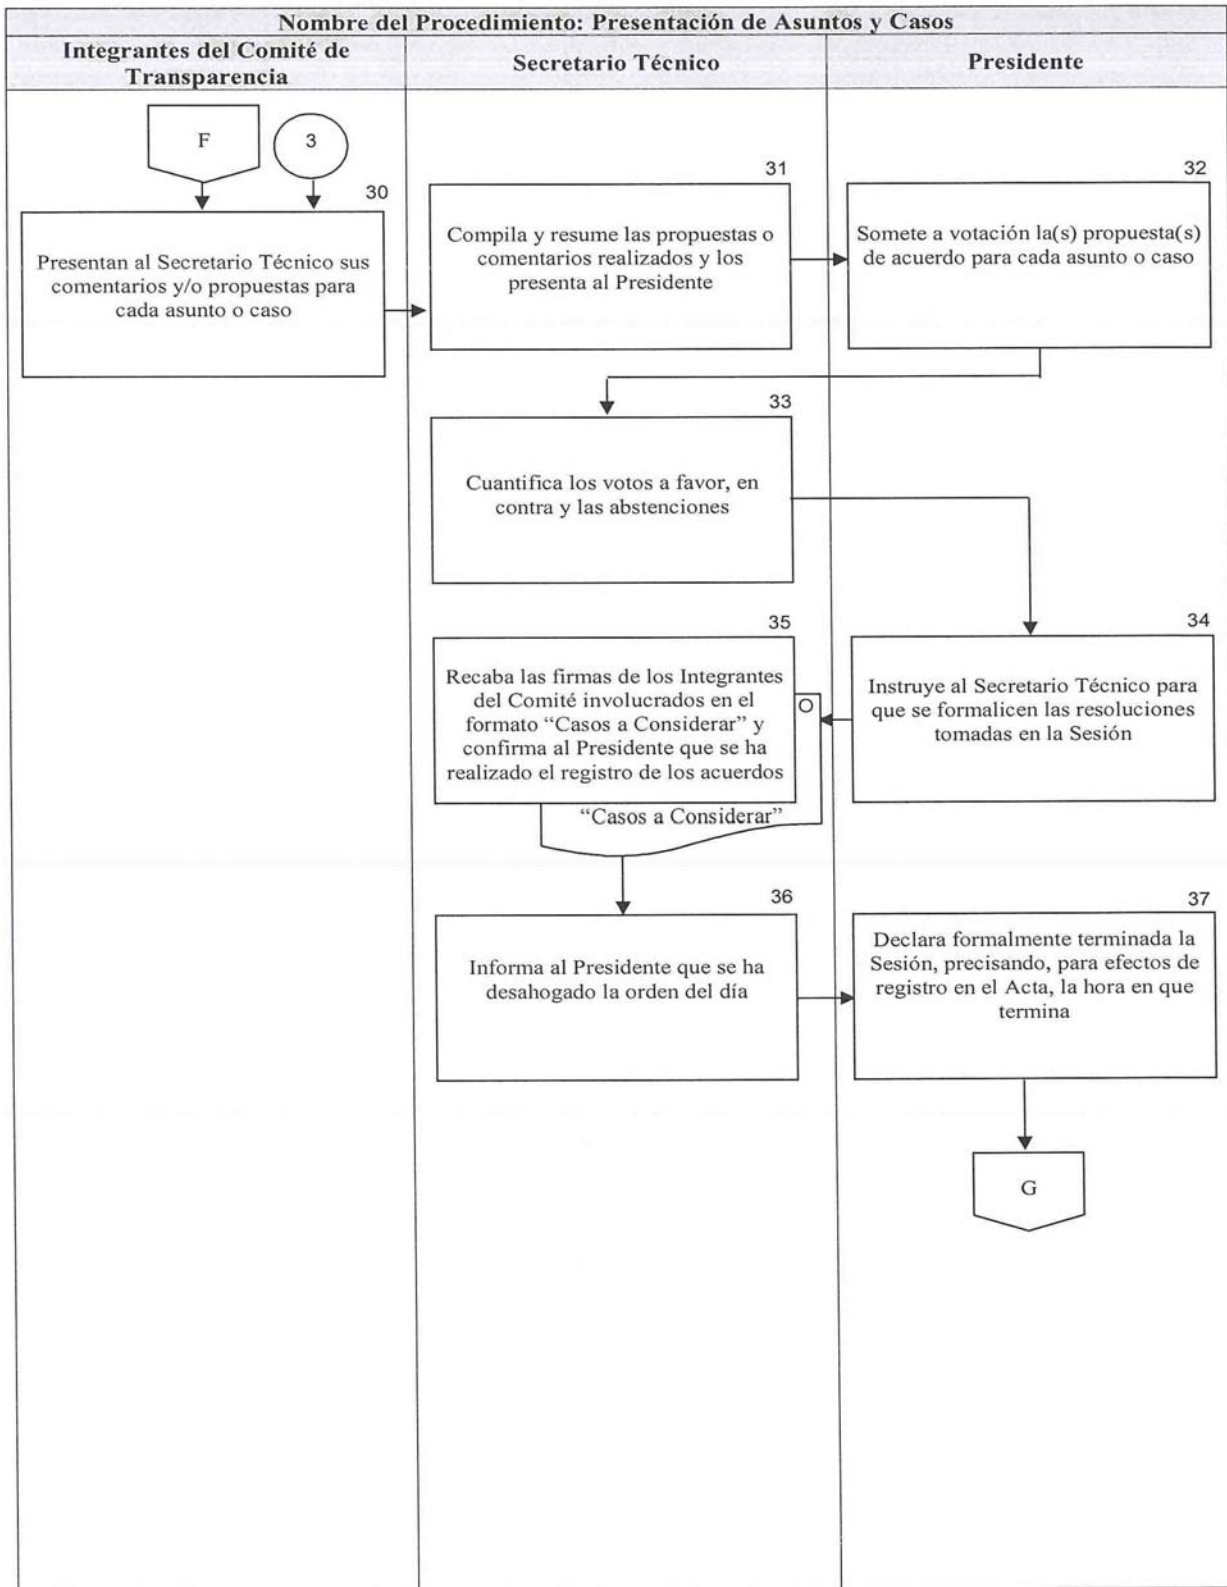 Nombre del Procedimiento: Presentación de Asuntos y Casos
Integrantes del Comité de
Transparencia
Secretario Técnico
Presidente
F
3
30
Presentan al Secretario Técnico sus
comentarios y/o propuestas para
cada asunto o caso
31
Compila y resume las propuestas o
comentarios realizados y los
presenta al Presidente
32
Somete a votación la(s) propuesta(s)
de acuerdo para cada asunto o caso
33
Cuantifica los votos a favor, en
contra y las abstenciones
34
Instruye al Secretario Técnico para
que se formalicen las resoluciones
tomadas en la Sesión
35
Recaba las firmas de los Integrantes
del Comité involucrados en el
formato “Casos a Considerar” y
confirma al Presidente que se ha
realizado el registro de los acuerdos
O
“Casos a Considerar”
36
Informa al Presidente que se ha
desahogado la orden del día
37
Declara formalmente terminada la
Sesión, precisando, para efectos de
registro en el Acta, la hora en que
termina
G